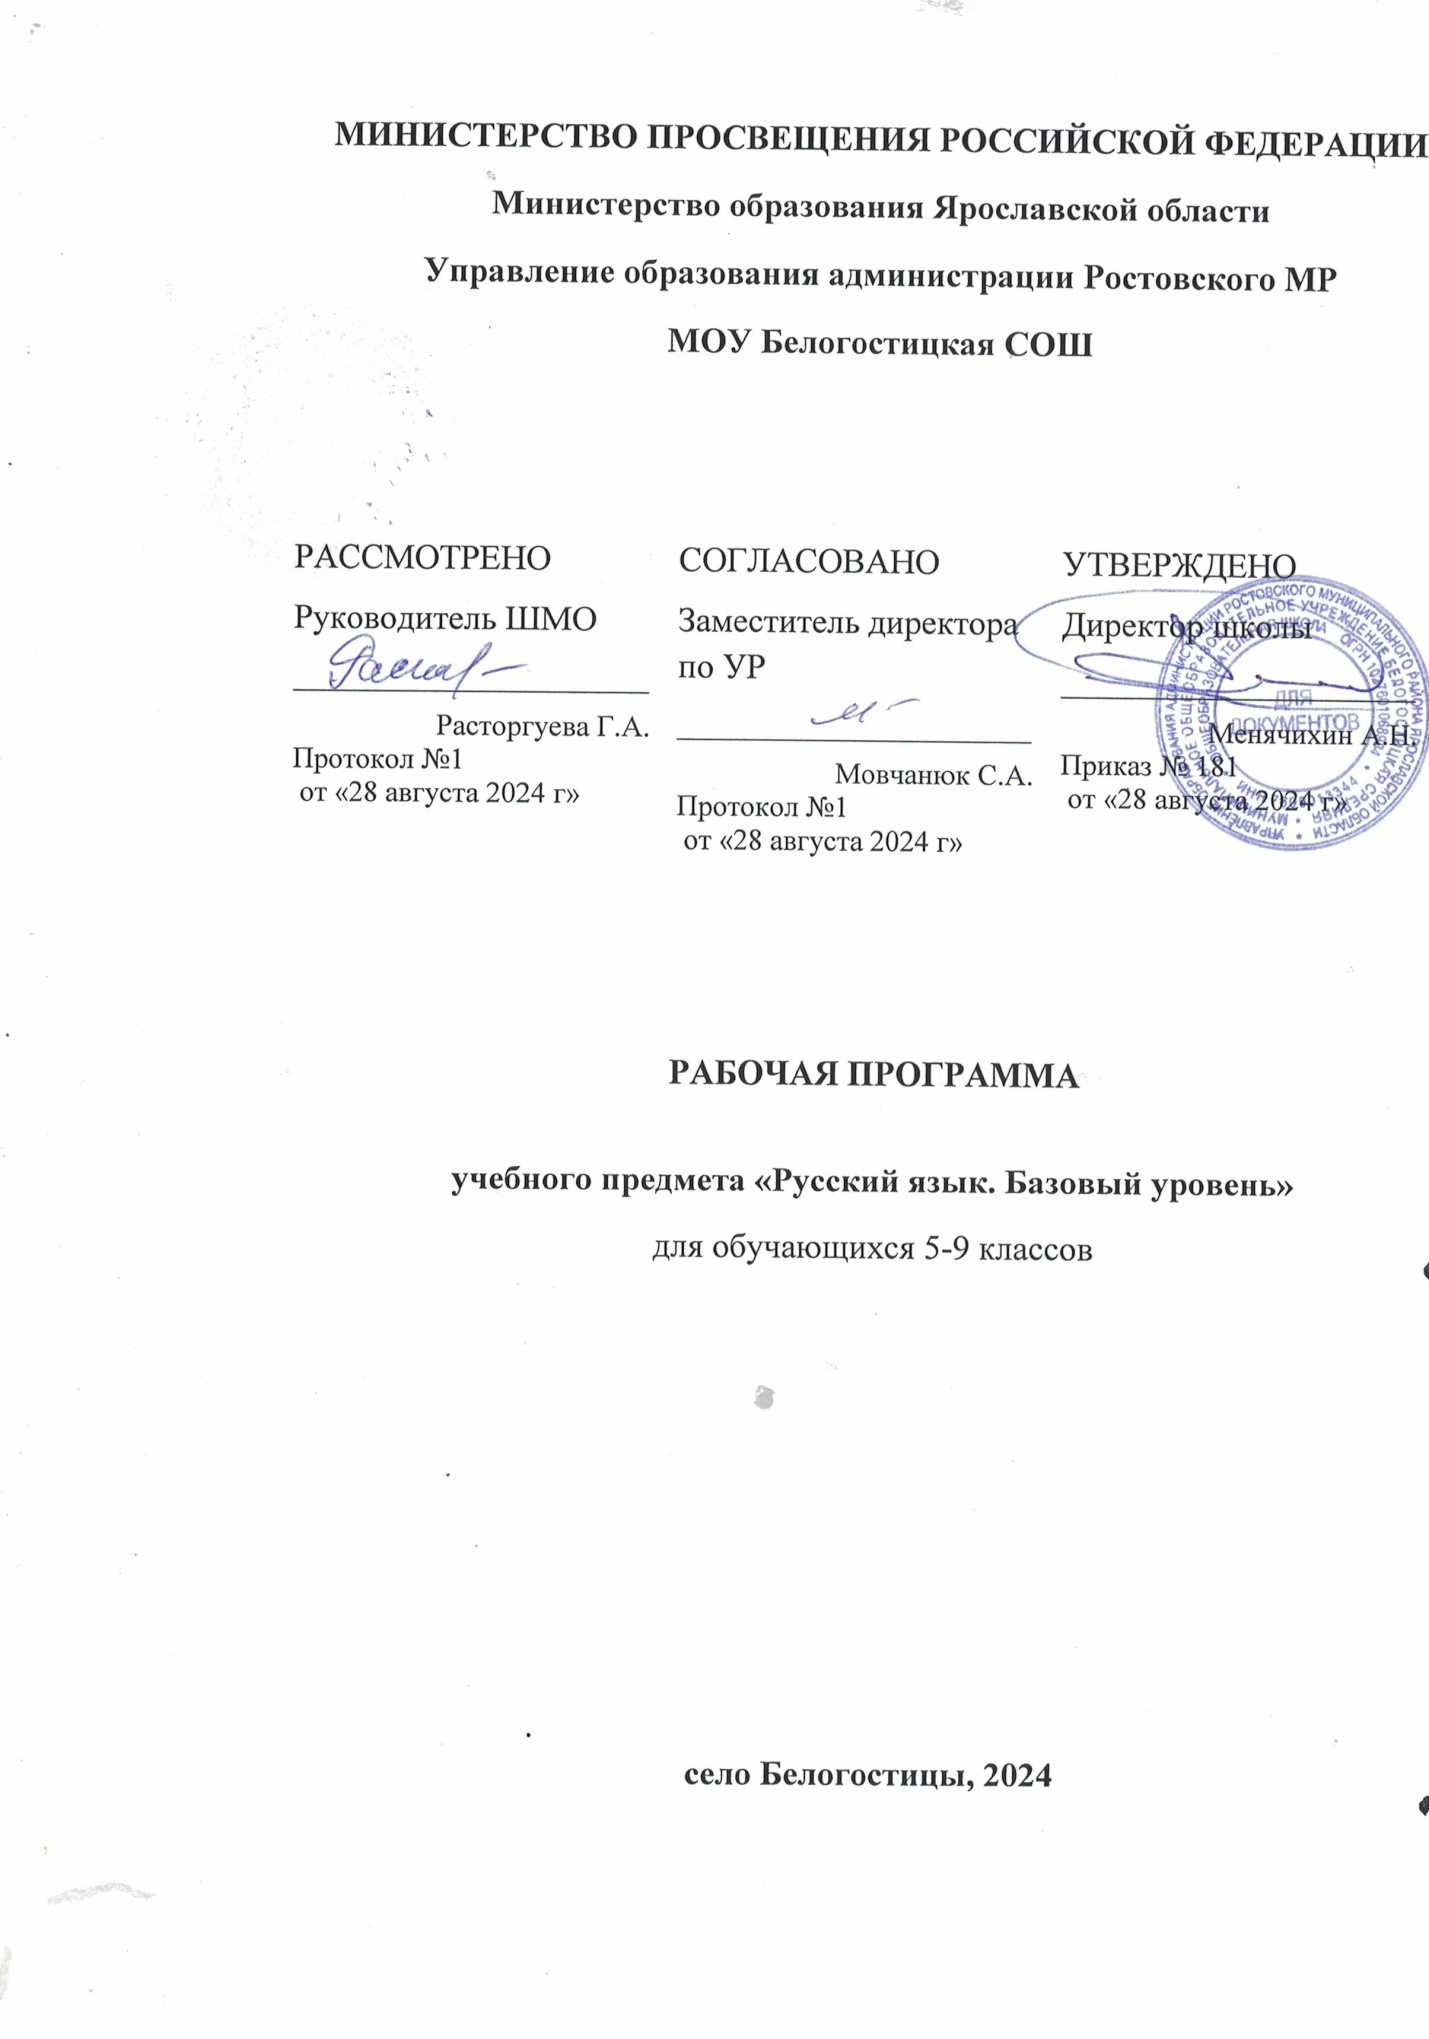 МИНИСТЕРСТВО ПРОСВЕЩЕНИЯ РОССИЙСКОЙ ФЕДЕРАЦИИ
Министерство образования Ярославской области
Управление образования администрации Ростовского МР
МОУ Белогостицкая СОШ
РАССМОТРЕНО
Руководитель ШМО
Расторгуева Г.А.
Протокол №1
от «28 августа 2024 г»
СОГЛАСОВАНО
Заместитель директора
по УР
Мовчанюк С.А.
Протокол №1
от «28 августа 2024 г»
УТВЕРЖДЕНО
Директор школы
Менячихин А.Н.
Приказ № 181
от «28 августа 2024 г»
ДЛЯ
ДОКУМЕНТОВ
РАБОЧАЯ ПРОГРАММА
учебного предмета «Русский язык. Базовый уровень»
для обучающихся 5-9 классов
село Белогостицы, 2024